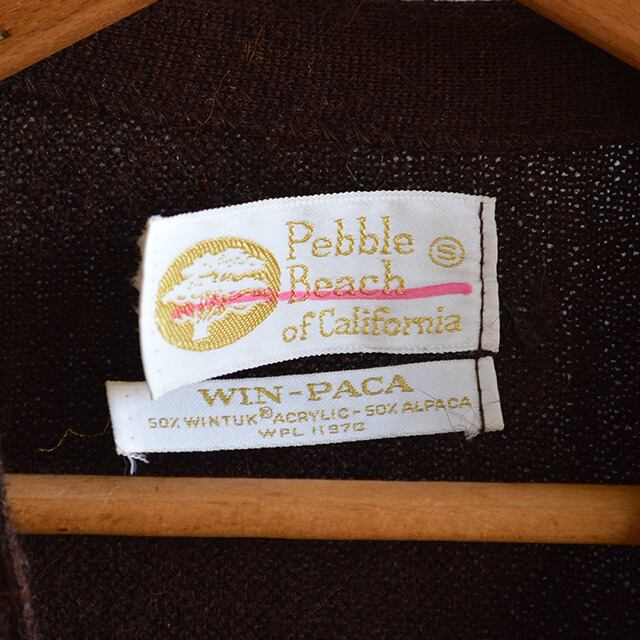 Pebble
Beach
of California
S
WIN-PACA
50% WINTUK® ACRYLIC-50% ALPACA
WPL 11970